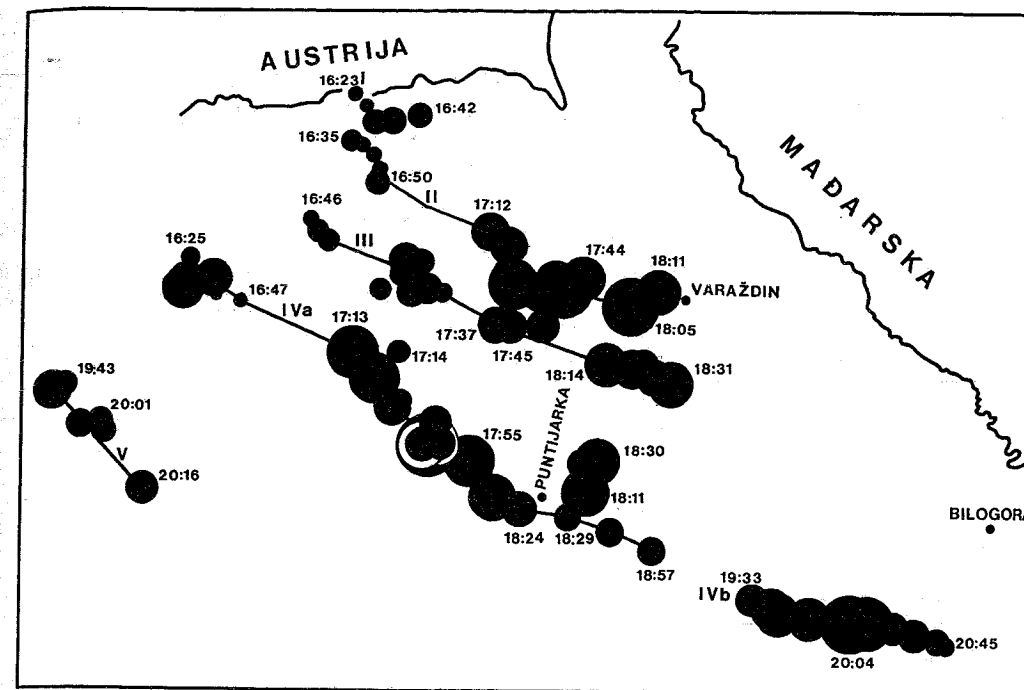 AUSTRIJA
16:23
I
16:42
16:35
16:50
II
16:46
17:12
MAĐARSKA
III
16:25
17:44
18:11
VARAŽDIN
16:47
IVa
17:13
18:05
17:37
17:45
17:14
18:14
18:31
19:43
20:01
PUNTIJARKA
17:55
18:30
V
20:16
18:11
BILOGORA
18:24
18:29
18:57
19:33
IVb
20:45
20:04